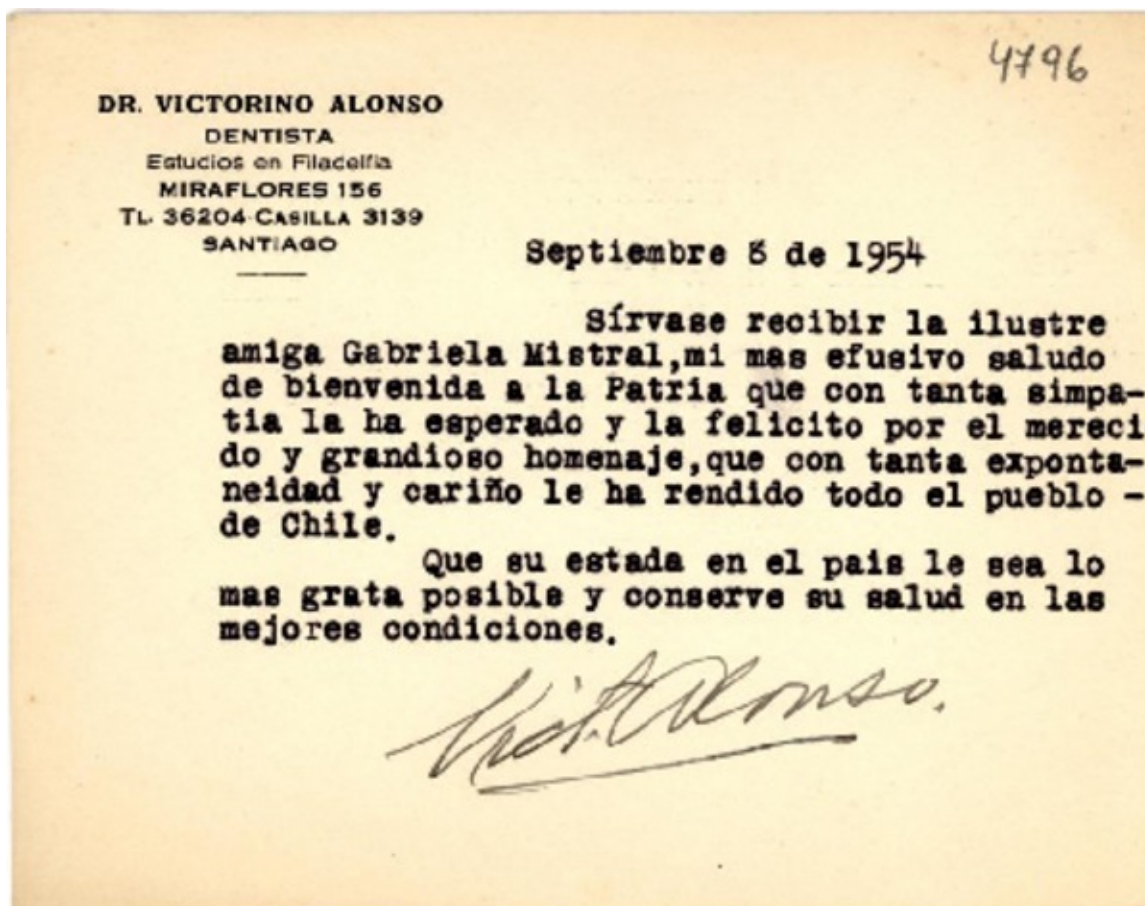 4796
DR. VICTORINO ALONSO
DENTISTA
Estudios en Filadelfia
MIRAFLORES 156
TL. 36204-CASILLA 3139
SANTIAGO
Septiembre 8 de 1954
Sírvase recibir la ilustre
amiga Gabriela Mistral,mi mas efusivo saludo
de bienvenida a la Patria que con tanta simpa-
tia la ha esperado y la felicito por el mereci
do y grandioso homenaje,que con tanta exponta-
neidad y cariño le ha rendido todo el pueblo -
de Chile.
Que su estada en el pais le sea lo
mas grata posible y conserve su salud en las
mejores condiciones.
Vict. Alonso.